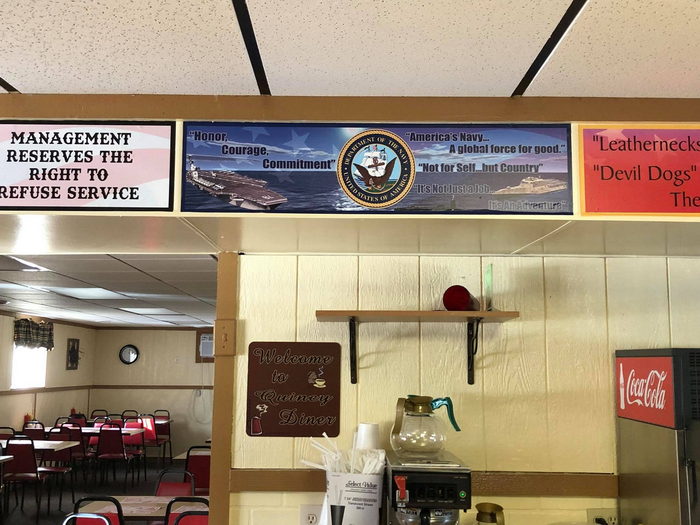 MANAGEMENT
RESERVES THE
RIGHT TO
REFUSE SERVICE
"Honor,
Courage,
Commitment"
DEPARTMENT OF THE NAVY
UNITED STATES OF AMERICA
"America's Navy...
A global force for good."
"Not for Self...but Country"
"It's Not Just a Job,
It's An Adventure"
"Leathernecks
"Devil Dogs"
The
Welcome
to
Quincy
Diner
Coca-Cola
Select Value